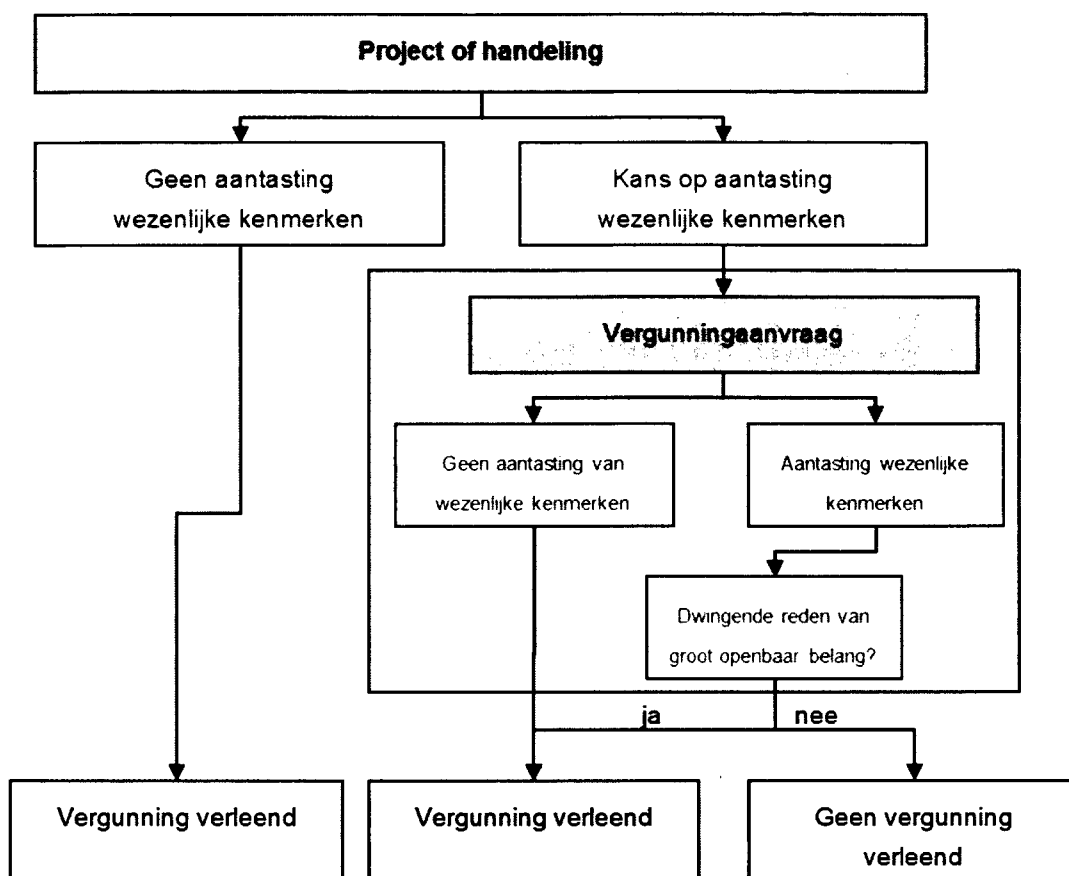 Project of handeling
Geen aantasting
wezenlijke kenmerken
Kans op aantasting
wezenlijke kenmerken
Vergunningaanvraag
Geen aantasting van
wezenlijke kenmerken
Aantasting wezenlijke
kenmerken
Dwingende reden van
groot openbaar belang?
ja
nee
Vergunning verleend
Vergunning verleend
Geen vergunning
verleend